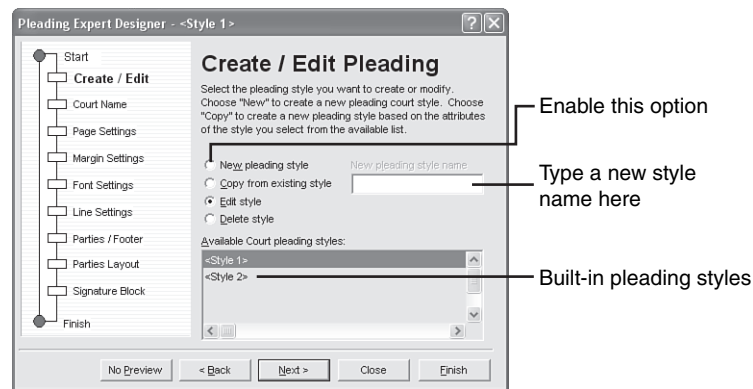 Pleading Expert Designer - <Style 1>
Start
Create / Edit
Court Name
Page Settings
Margin Settings
Font Settings
Line Settings
Parties / Footer
Parties Layout
Signature Block
Finish
Create / Edit Pleading
Select the pleading style you want to create or modify.
Choose "New" to create a new pleading court style. Choose
"Copy" to create a new pleading style based on the attributes
of the style you select from the available list.
New pleading style
New pleading style name
Copy from existing style
Edit style
Delete style
Available Court pleading styles:
<Style 1>
<Style 2>
No Preview
< Back
Next >
Close
Finish
Enable this option
Type a new style
name here
Built-in pleading styles